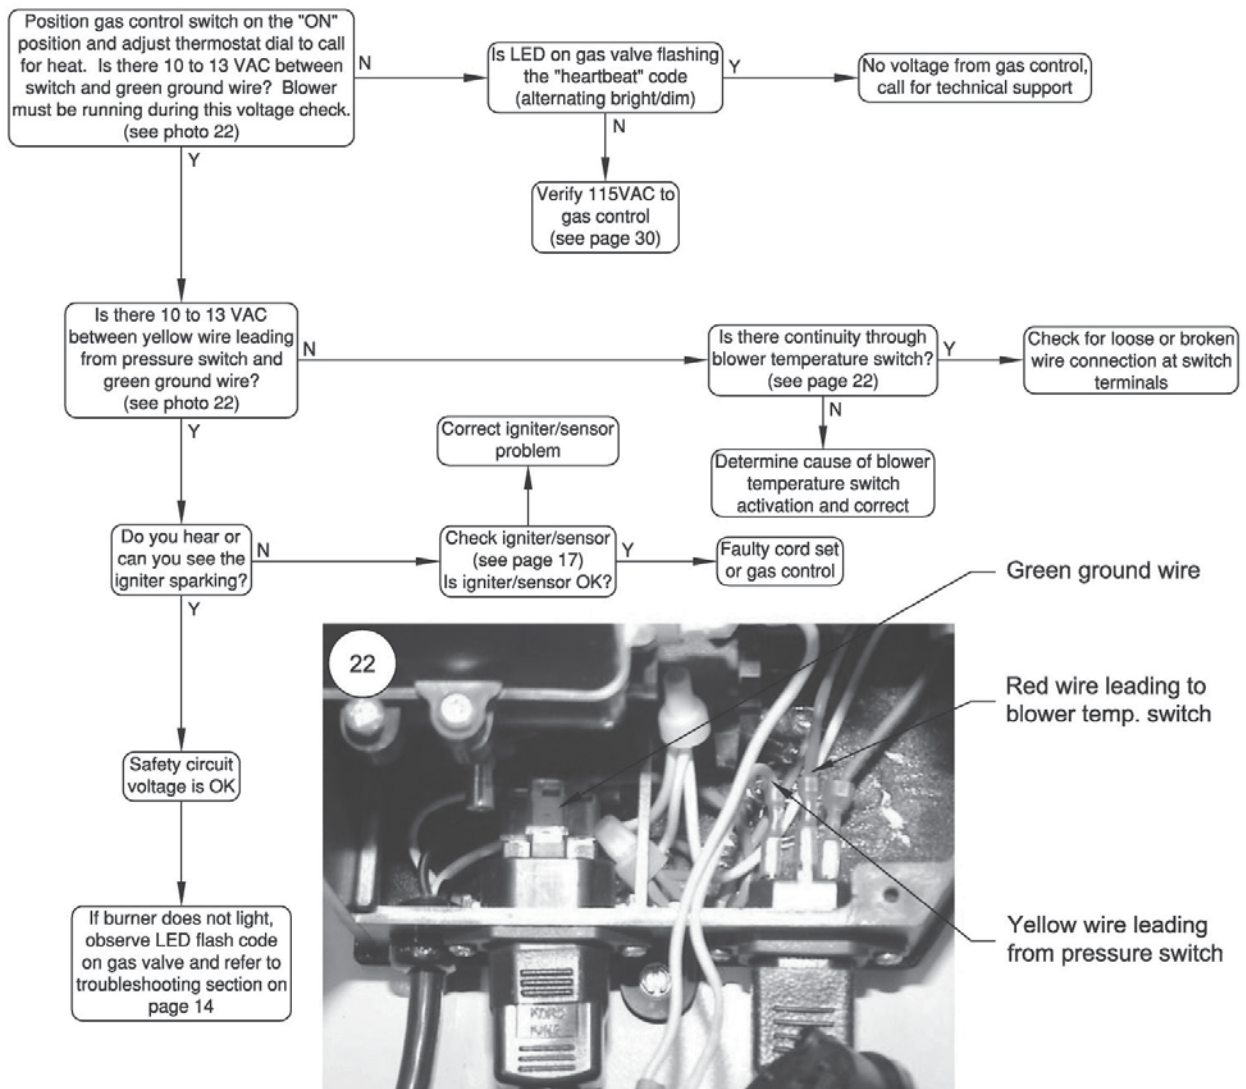 Position gas control switch on the "ON"
position and adjust thermostat dial to call
for heat.  Is there 10 to 13 VAC between
switch and green ground wire?  Blower
must be running during this voltage check.
(see photo 22)
N
Is LED on gas valve flashing
the "heartbeat" code
(alternating bright/dim)
Y
No voltage from gas control,
call for technical support
N
Verify 115VAC to
gas control
(see page 30)
Y
Is there 10 to 13 VAC
between yellow wire leading
from pressure switch and
green ground wire?
(see photo 22)
N
Is there continuity through
blower temperature switch?
(see page 22)
Y
Check for loose or broken
wire connection at switch
terminals
N
Determine cause of blower
temperature switch
activation and correct
Y
Correct igniter/sensor
problem
Do you hear or
can you see the
igniter sparking?
N
Check igniter/sensor
(see page 17)
Is igniter/sensor OK?
Y
Faulty cord set
or gas control
Y
Safety circuit
voltage is OK
If burner does not light,
observe LED flash code
on gas valve and refer to
troubleshooting section on
page 14
22
Green ground wire
Red wire leading to
blower temp. switch
Yellow wire leading
from pressure switch